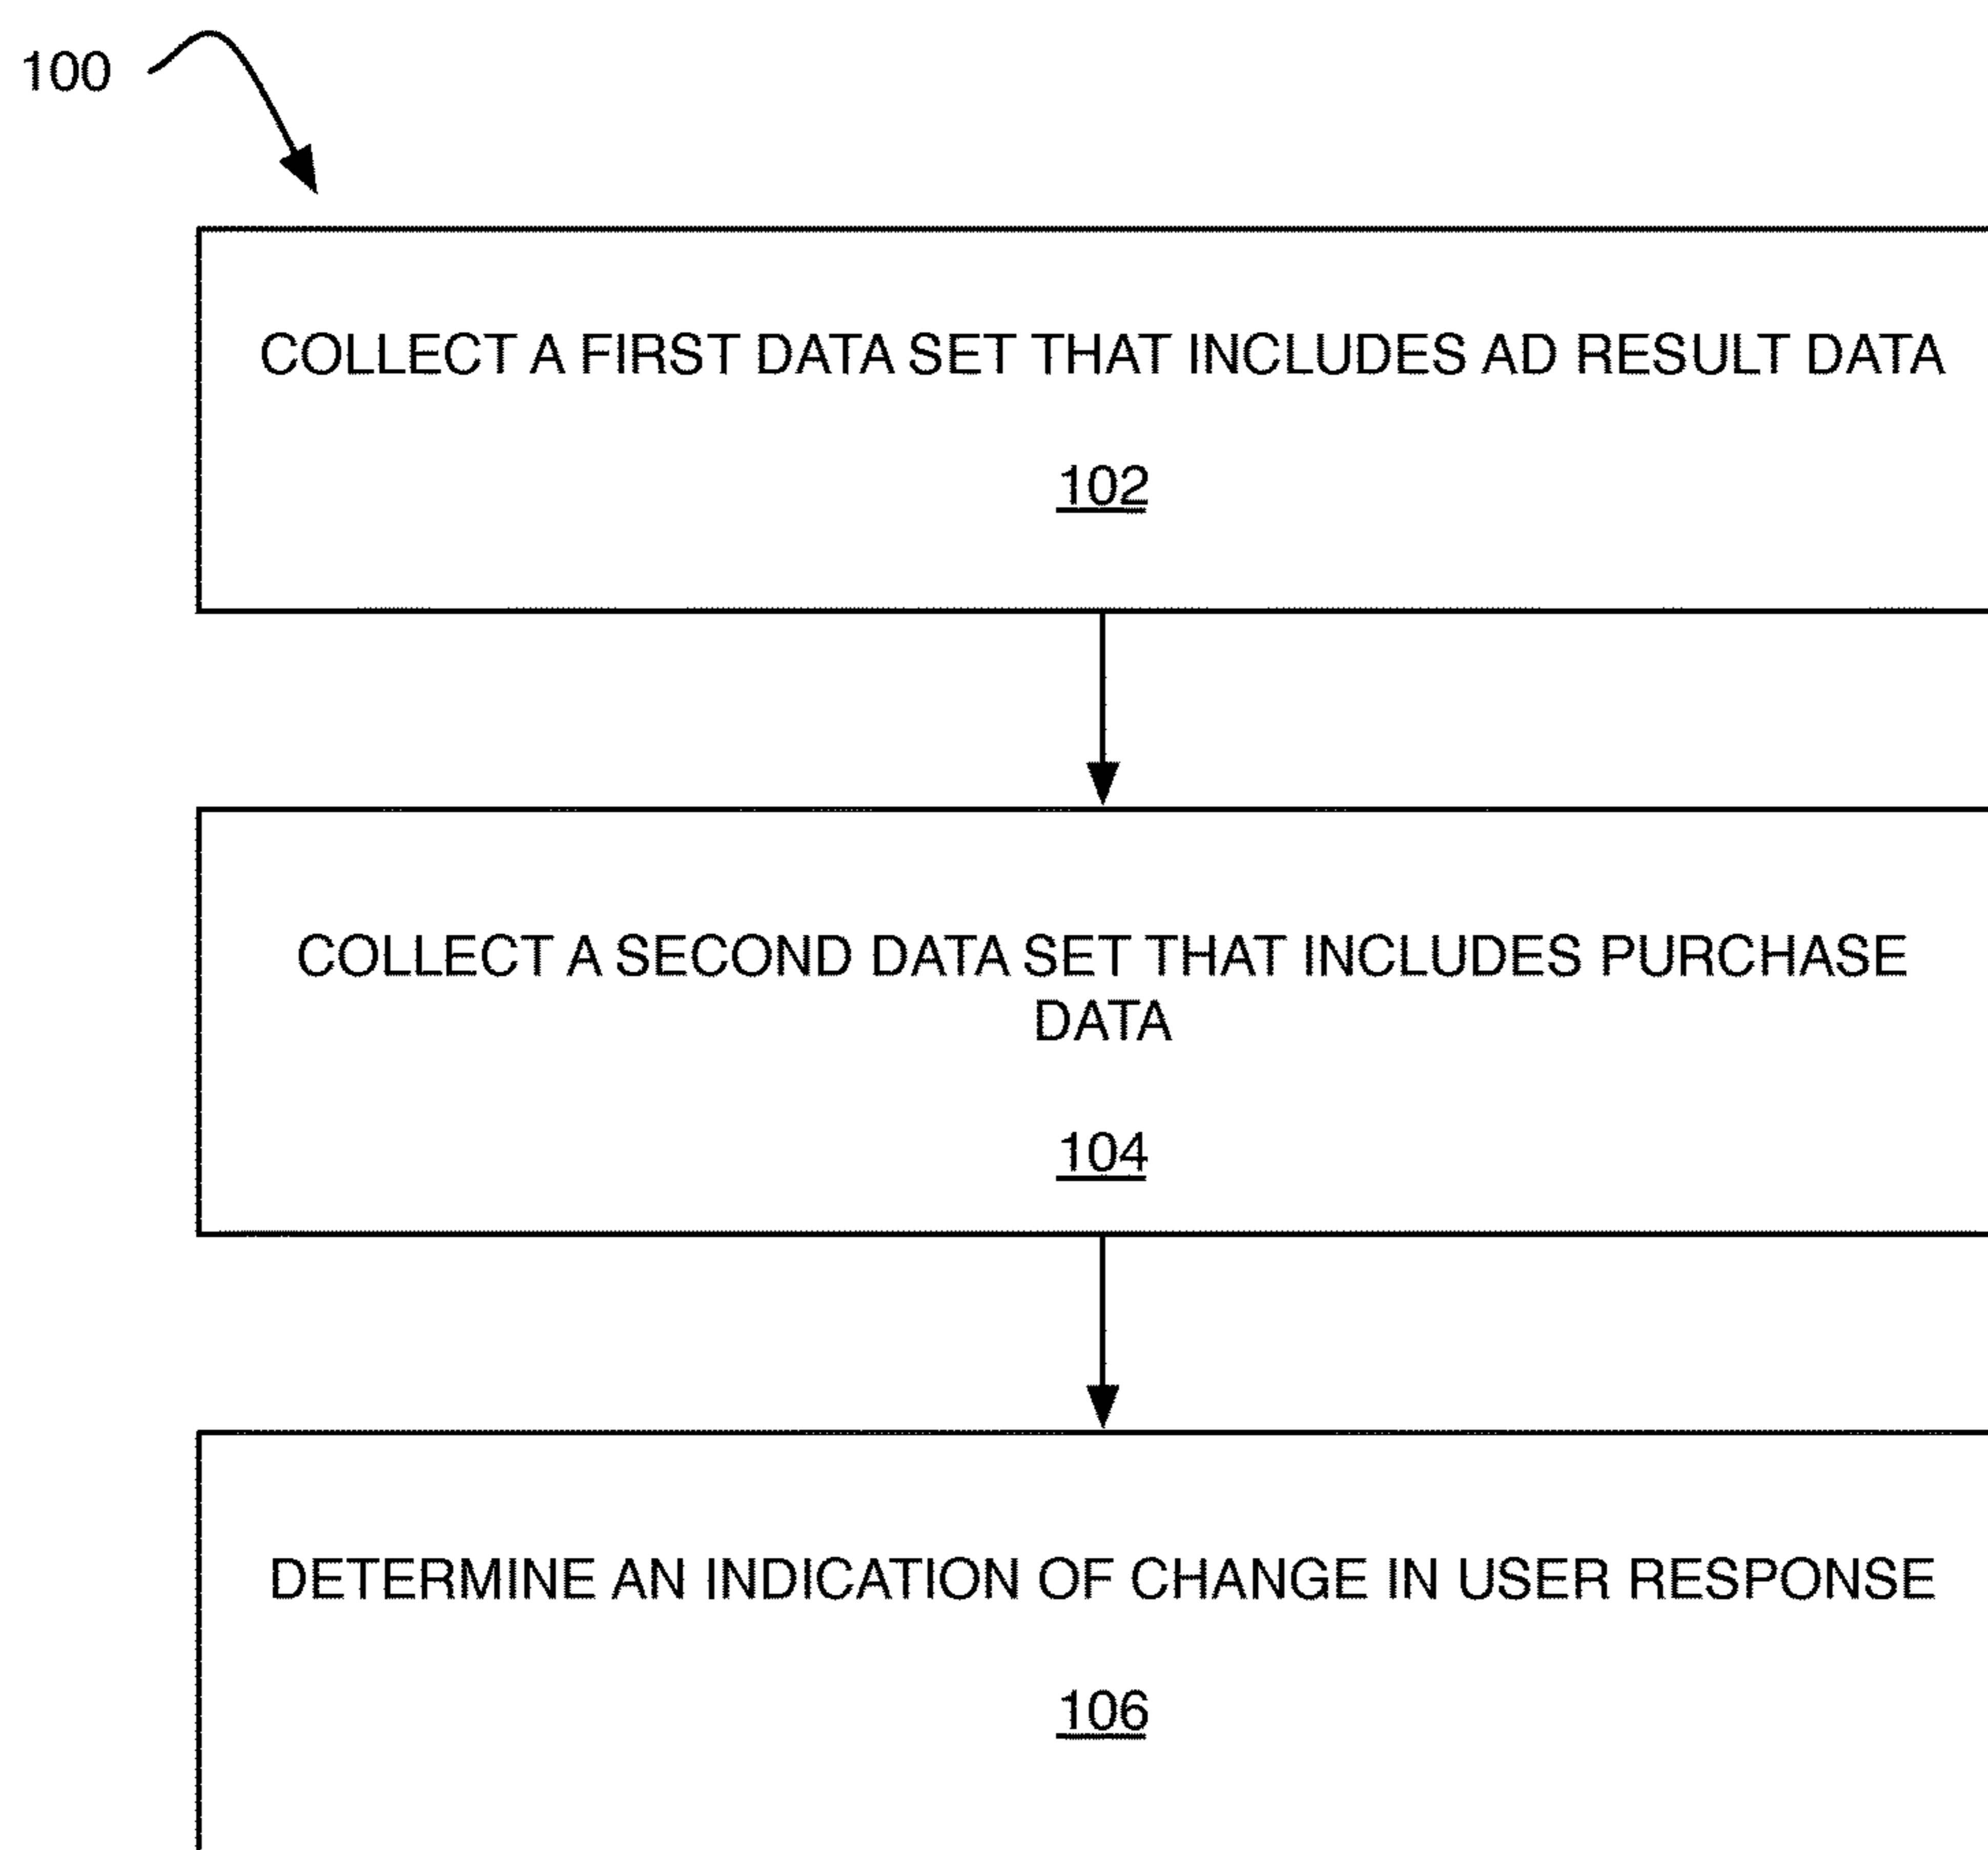 100
COLLECT A FIRST DATA SET THAT INCLUDES AD RESULT DATA
102
COLLECT A SECOND DATA SET THAT INCLUDES PURCHASE
DATA
104
DETERMINE AN INDICATION OF CHANGE IN USER RESPONSE
106